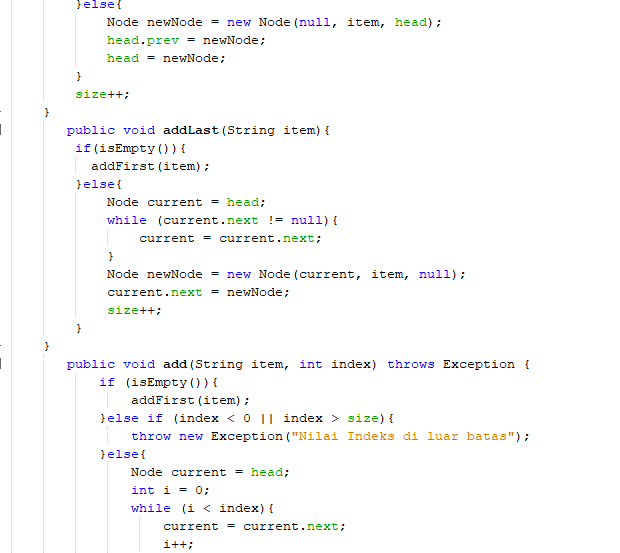 }else{
Node newNode = new Node(null, item, head);
head.prev = newNode;
head = newNode;
}
size++;
}
public void addLast(String item){
if(isEmpty()){
addFirst(item);
}else{
Node current = head;
while (current.next != null){
current = current.next;
}
Node newNode = new Node(current, item, null);
current.next = newNode;
size++;
}
}
public void add(String item, int index) throws Exception {
if (isEmpty()){
addFirst(item);
}else if (index < 0 || index > size){
throw new Exception("Nilai Indeks di luar batas");
}else{
Node current = head;
int i = 0;
while (i < index){
current = current.next;
i++;